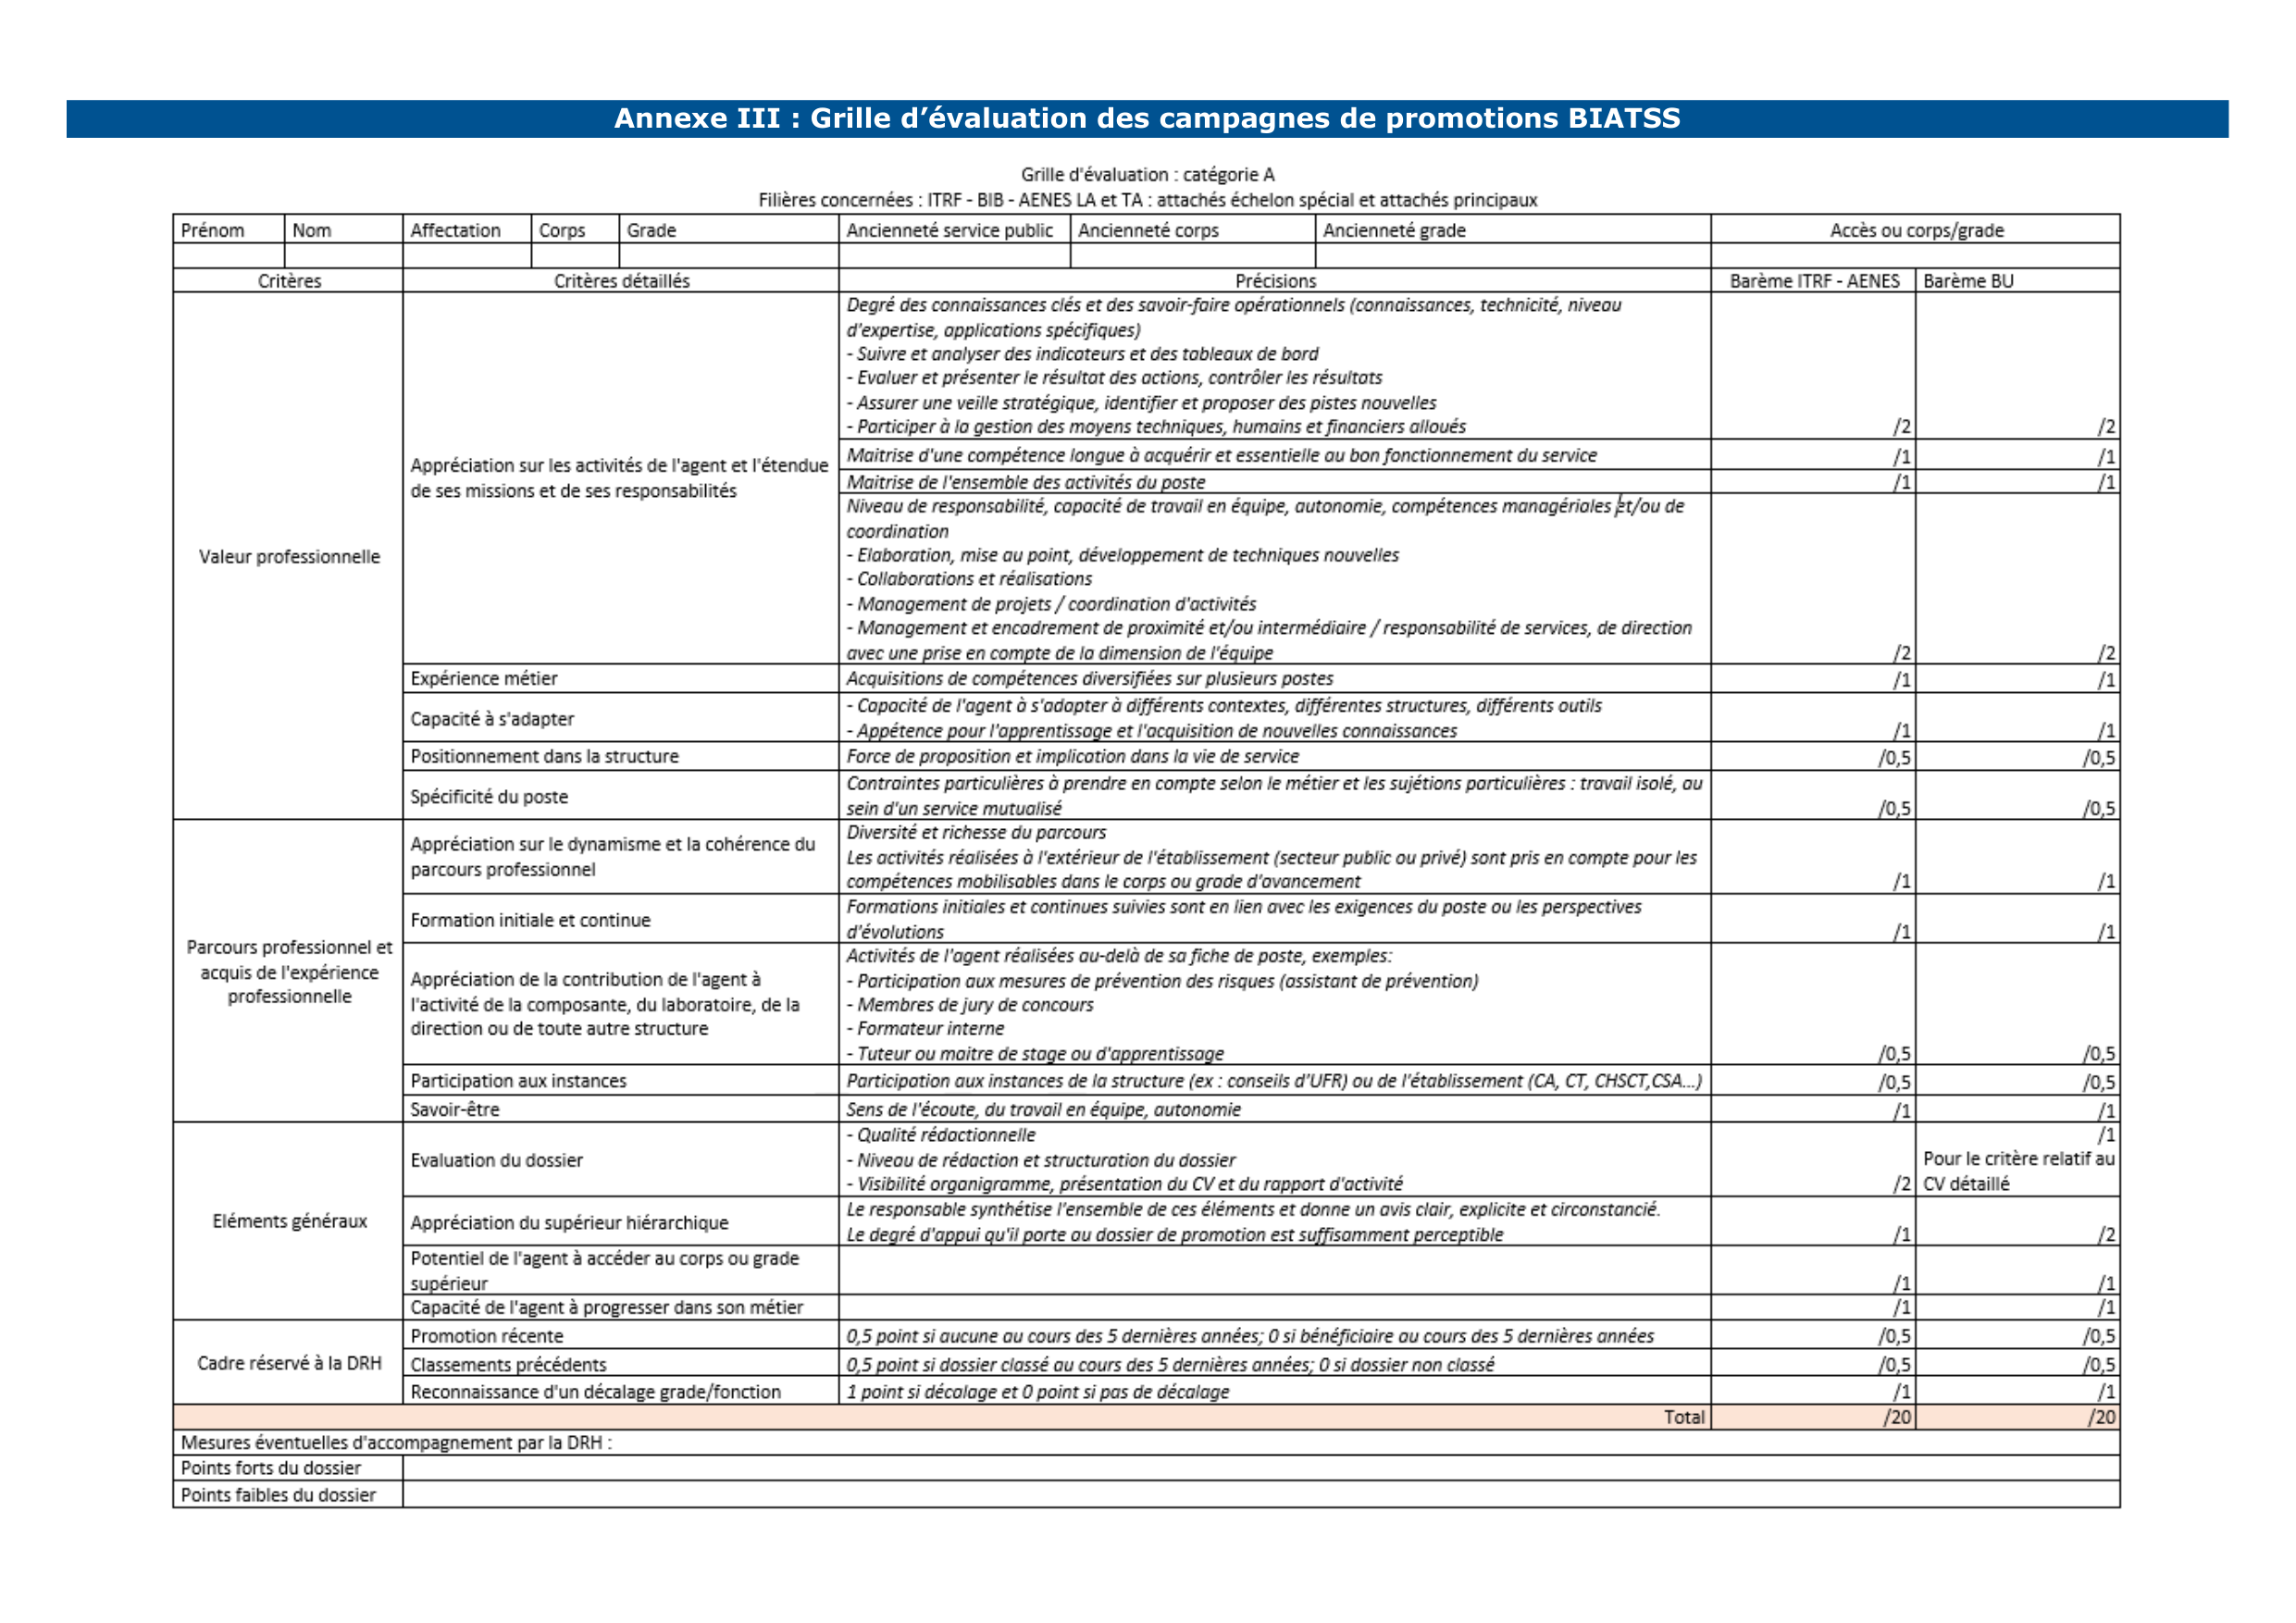 Annexe III : Grille d’évaluation des campagnes de promotions BIATSS
Grille d'évaluation : catégorie A
Filières concernées : ITRF - BIB - AENES LA et TA : attachés échelon spécial et attachés principaux
Prénom Nom Affectation Corps Grade Ancienneté service public Ancienneté corps Ancienneté grade Accès ou corps/grade
Critères Critères détaillés Précisions Barème ITRF - AENES Barème BU
Valeur professionnelle
Appréciation sur les activités de l'agent et l'étendue
de ses missions et de ses responsabilités
Degré des connaissances clés et des savoir-faire opérationnels (connaissances, technicité, niveau
d'expertise, applications spécifiques)
- Suivre et analyser des indicateurs et des tableaux de bord
- Evaluer et présenter le résultat des actions, contrôler les résultats
- Assurer une veille stratégique, identifier et proposer des pistes nouvelles
- Participer à la gestion des moyens techniques, humains et financiers alloués /2 /2
Maitrise d'une compétence longue à acquérir et essentielle au bon fonctionnement du service /1 /1
Maitrise de l'ensemble des activités du poste /1 /1
Niveau de responsabilité, capacité de travail en équipe, autonomie, compétences managérioles et/ou de
coordination
- Elaboration, mise au point, développement de techniques nouvelles
- Collaborations et réalisations
- Management de projets / coordination d'activités
- Management et encadrement de proximité et/ou intermédiaire / responsabilité de services, de direction
avec une prise en compte de la dimension de l'équipe /2 /2
Expérience métier Acquisitions de compétences diversifiées sur plusieurs postes /1 /1
Capacité à s'adapter
- Capacité de l'agent à s'adapter à différents contextes, différentes structures, différents outils
- Appétence pour l'apprentissage et l'acquisition de nouvelles connaissances /1 /1
Positionnement dans la structure Force de proposition et implication dans la vie de service /0,5 /0,5
Spécificité du poste
Contraintes particulières à prendre en compte selon le métier et les sujétions particulières : travail isolé, au
sein d'un service mutualisé /0,5 /0,5
Parcours professionnel et
acquis de l'expérience
professionnelle
Appréciation sur le dynamisme et la cohérence du
parcours professionnel
Diversité et richesse du parcours
Les activités réalisées à l'extérieur de l'établissement (secteur public ou privé) sont pris en compte pour les
compétences mobilisables dans le corps ou grade d'avancement /1 /1
Formation initiale et continue
Formations initiales et continues suivies sont en lien avec les exigences du poste ou les perspectives
d'évolutions /1 /1
Appréciation de la contribution de l'agent à
l'activité de la composante, du laboratoire, de la
direction ou de toute autre structure
Activités de l'agent réalisées au-delà de sa fiche de poste, exemples:
- Participation aux mesures de prévention des risques (assistant de prévention)
- Membres de jury de concours
- Formateur interne
- Tuteur ou maitre de stage ou d'apprentissage /0,5 /0,5
Participation aux instances Participation aux instances de la structure (ex : conseils d'UFR) ou de l'établissement (CA, CT, CHSCT,CSA...) /0,5 /0,5
Savoir-être Sens de l'écoute, du travail en équipe, autonomie /1 /1
Eléments généraux
Evaluation du dossier
- Qualité rédactionnelle
- Niveau de rédaction et structuration du dossier
- Visibilité organigramme, présentation du CV et du rapport d'activité /2
/1
Pour le critère relatif au
CV détaillé
Appréciation du supérieur hiérarchique
Le responsable synthétise l'ensemble de ces éléments et donne un avis clair, explicite et circonstancié.
Le degré d'appui qu'il porte au dossier de promotion est suffisamment perceptible /1 /2
Potentiel de l'agent à accéder au corps ou grade
supérieur /1 /1
Capacité de l'agent à progresser dans son métier /1 /1
Cadre réservé à la DRH
Promotion récente 0,5 point si aucune au cours des 5 dernières années; 0 si bénéficiaire au cours des 5 dernières années /0,5 /0,5
Classements précédents 0,5 point si dossier classé au cours des 5 dernières années; 0 si dossier non classé /0,5 /0,5
Reconnaissance d'un décalage grade/fonction 1 point si décalage et 0 point si pas de décalage /1 /1
Total /20 /20
Mesures éventuelles d'accompagnement par la DRH :
Points forts du dossier
Points faibles du dossier